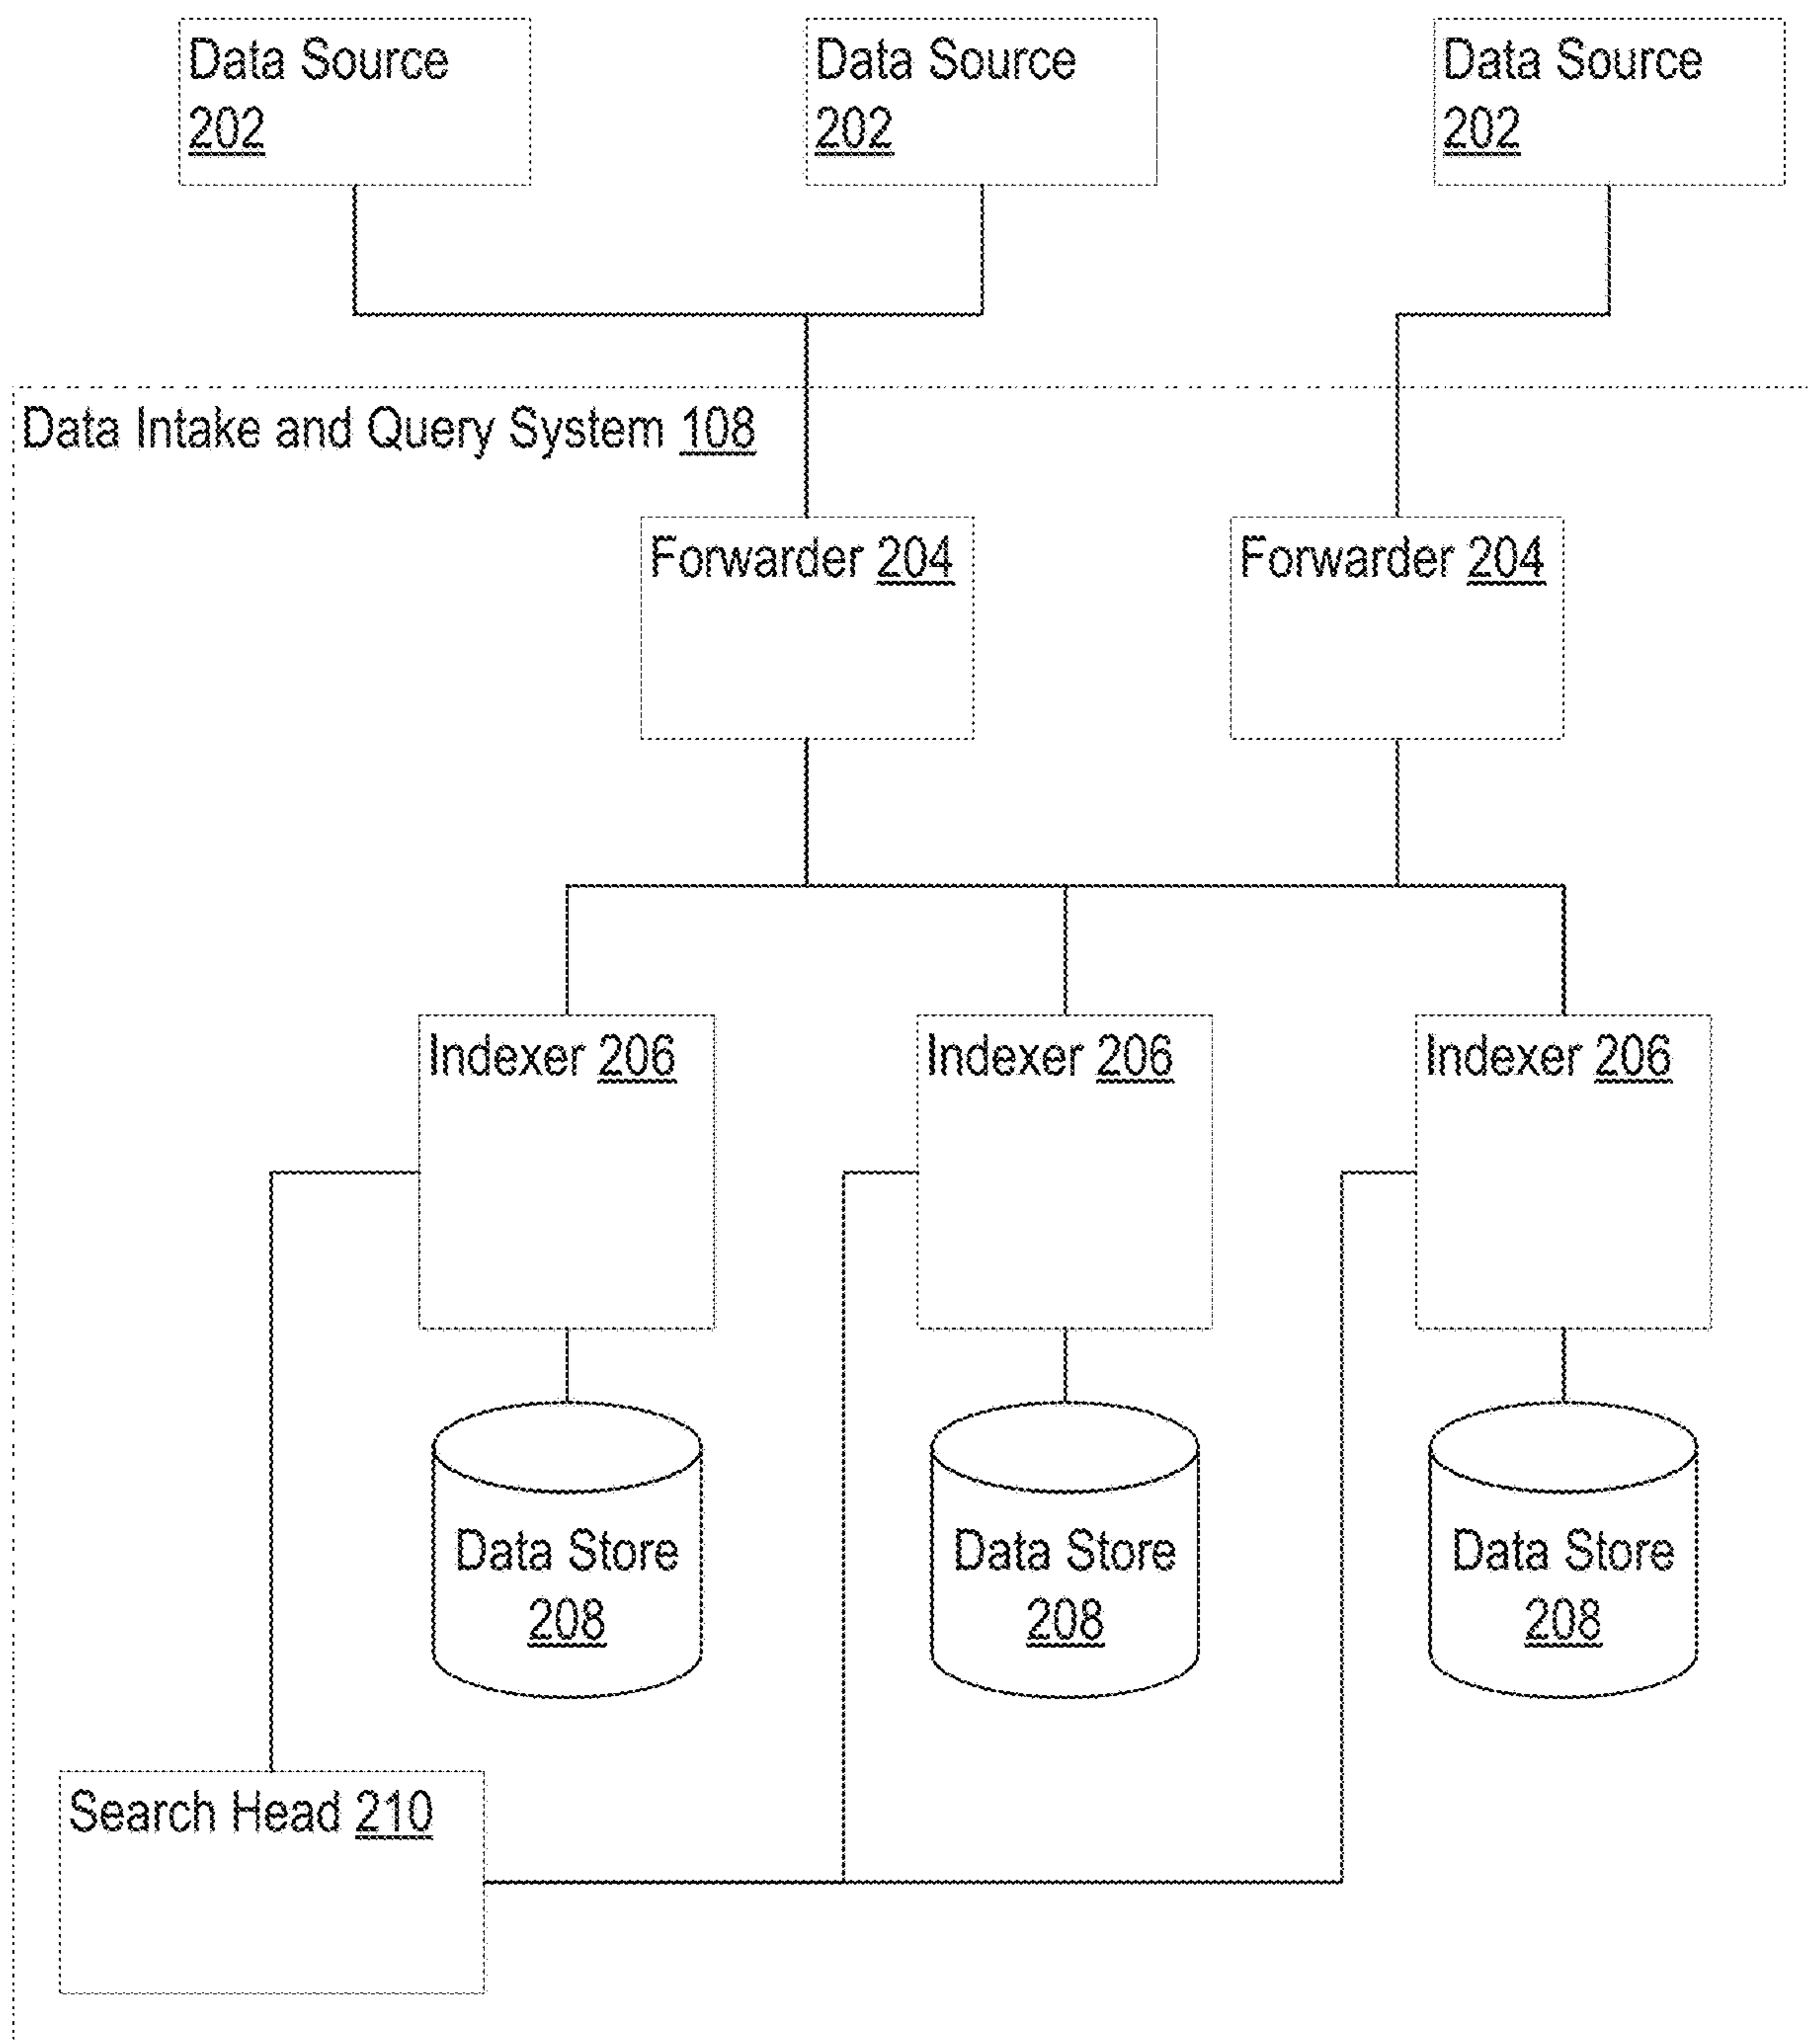 Data Source
202
Data Source
202
Data Source
202
Data Intake and Query System 108
Forwarder 204
Forwarder 204
Indexer 206
Indexer 206
Indexer 206
Data Store
208
Data Store
208
Data Store
208
Search Head 210